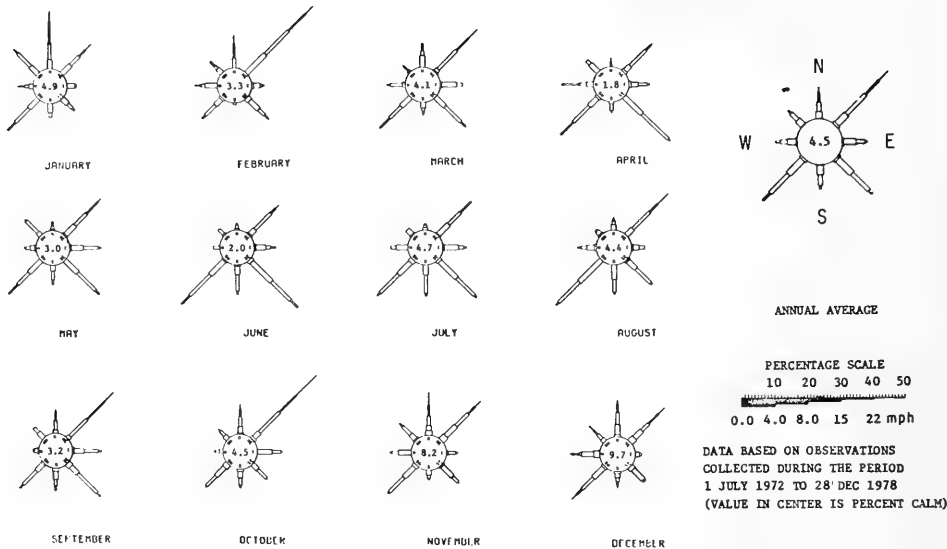 4.9
3.3
4.1
1.8
JANUARY
FEBRUARY
MARCH
APRIL
N
W
4.5
E
S
3.0
2.0
4.7
4.4
MAY
JUNE
JULY
AUGUST
ANNUAL AVERAGE
3.2
4.5
8.2
9.7
SEPTEMBER
OCTOBER
NOVEMBER
DECEMBER
PERCENTAGE SCALE
10 20 30 40 50
0.0 4.0 8.0 15 22 mph
DATA BASED ON OBSERVATIONS
COLLECTED DURING THE PERIOD
1 JULY 1972 TO 28 DEC 1978
(VALUE IN CENTER IS PERCENT CALM)